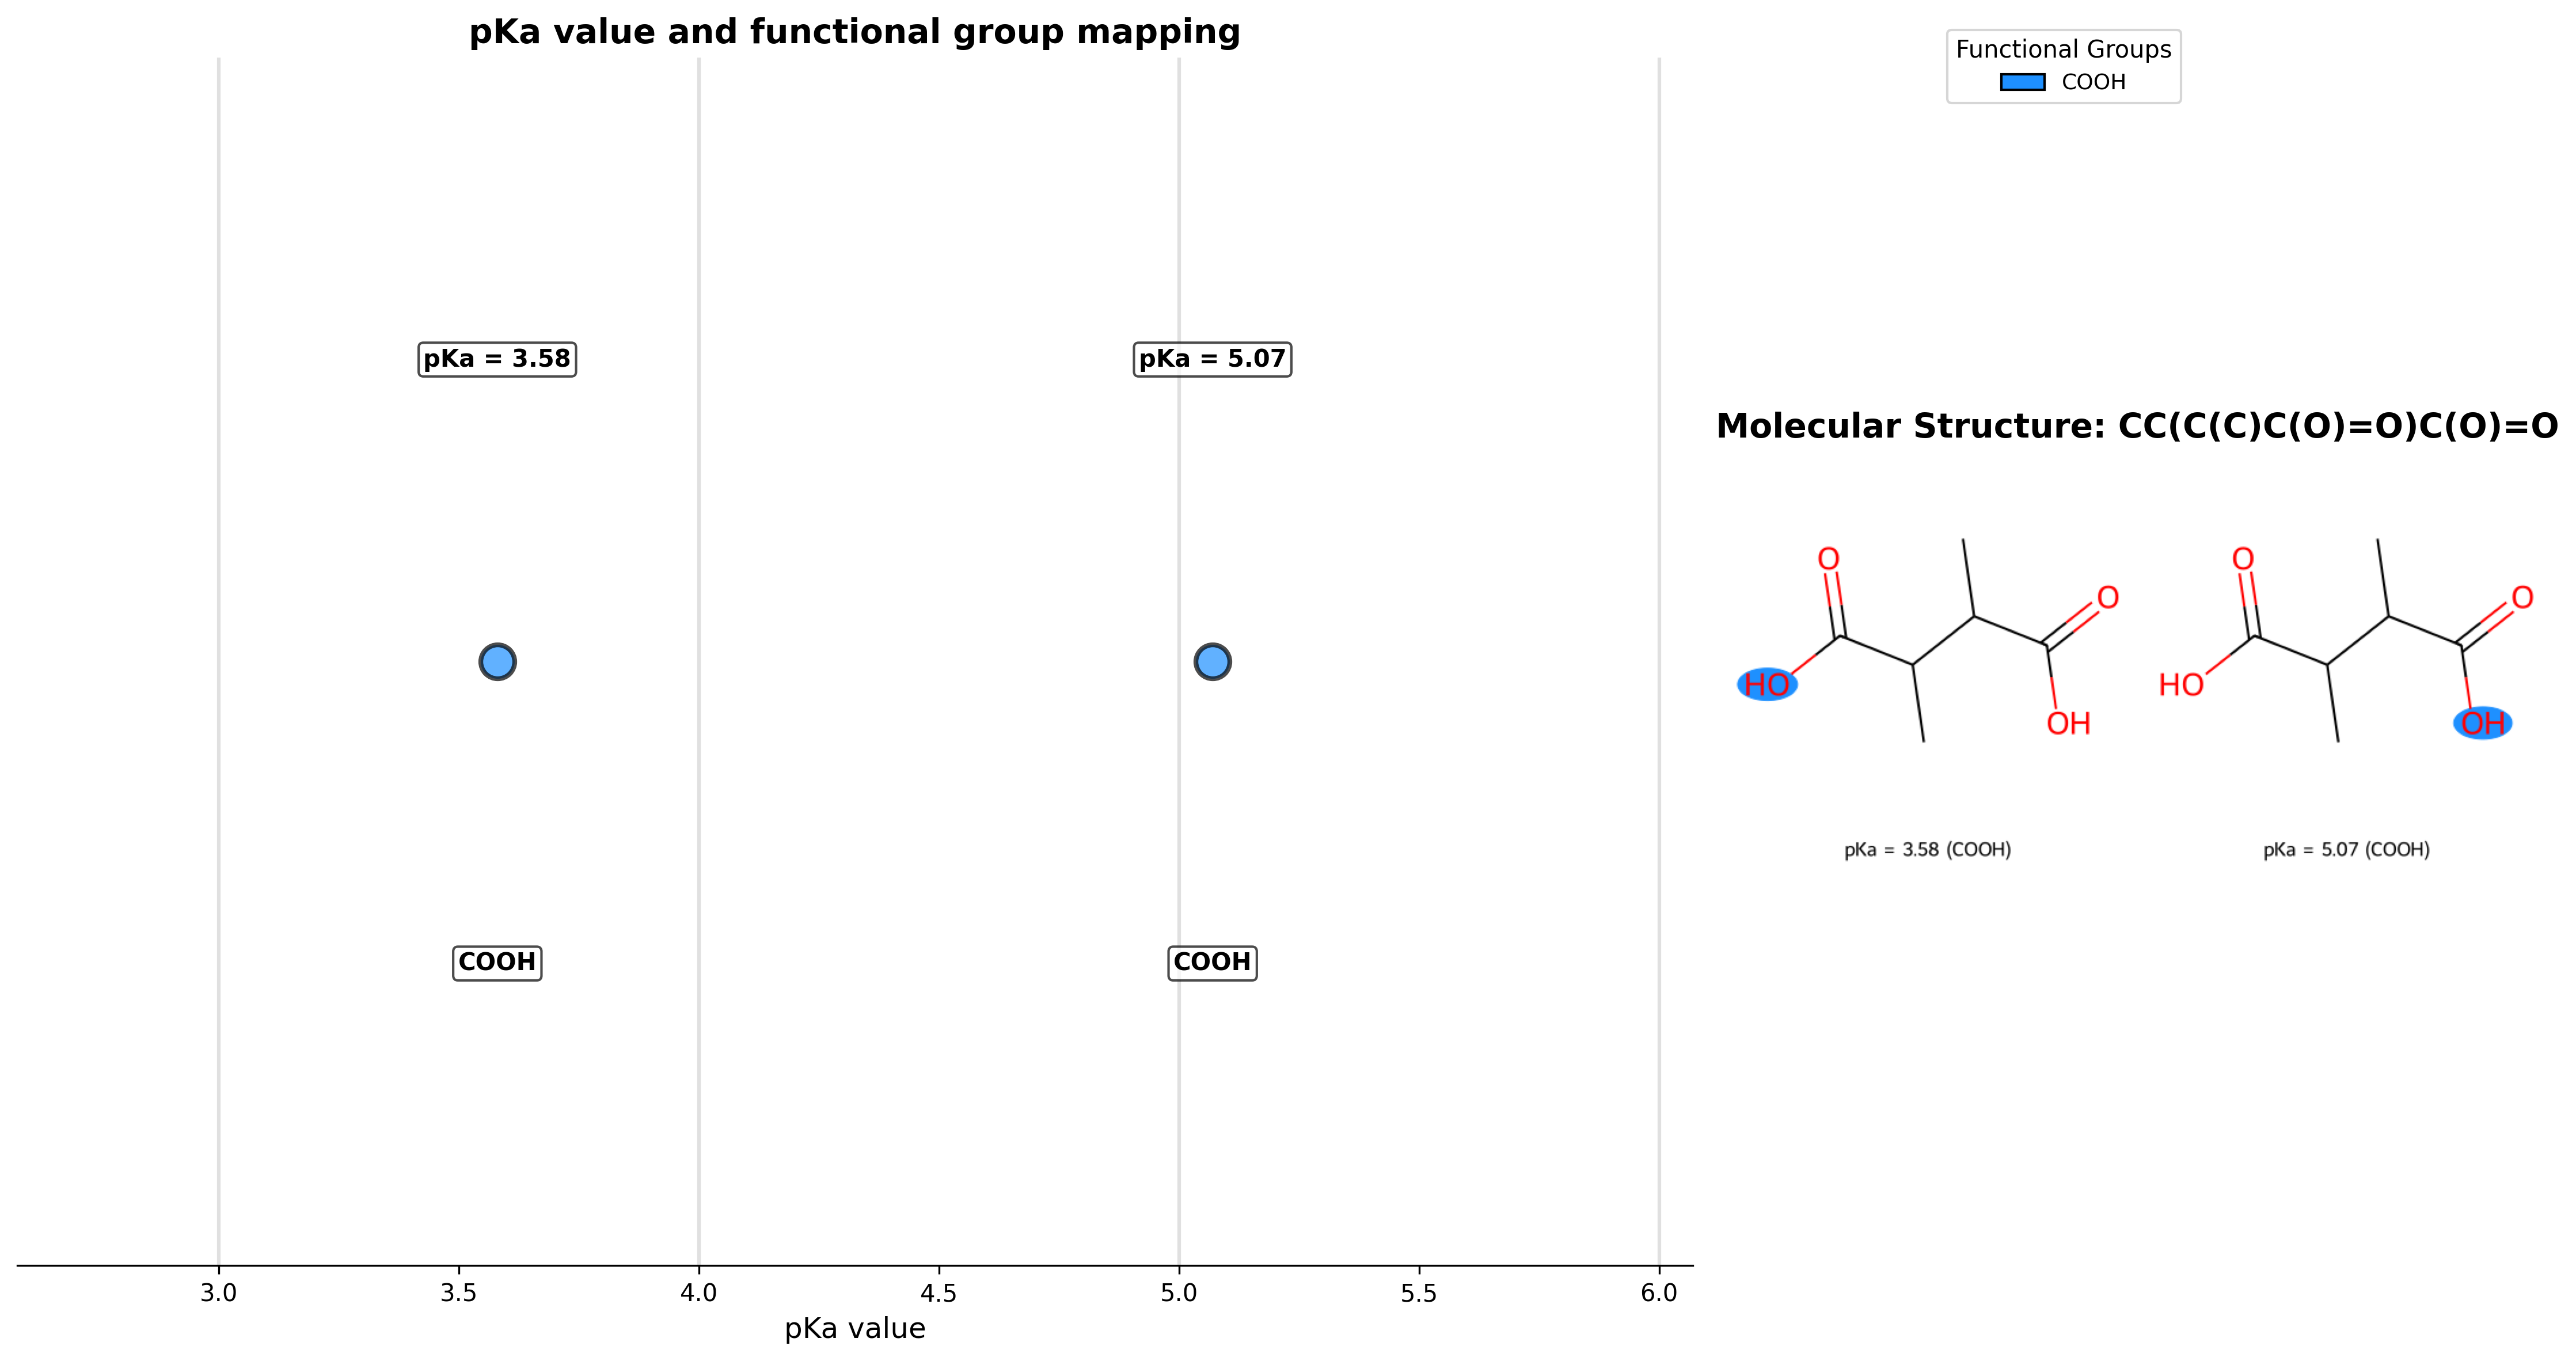 pKa value and functional group mapping
Functional Groups
COOH
pKa = 3.58
pKa = 5.07
Molecular Structure: CC(C(C)C(O)=O)C(O)=O
O
O
HO
OH
O
O
HO
OH
pKa = 3.58 (COOH)
pKa = 5.07 (COOH)
COOH
COOH
3.0
3.5
4.0
4.5
5.0
5.5
6.0
pKa value